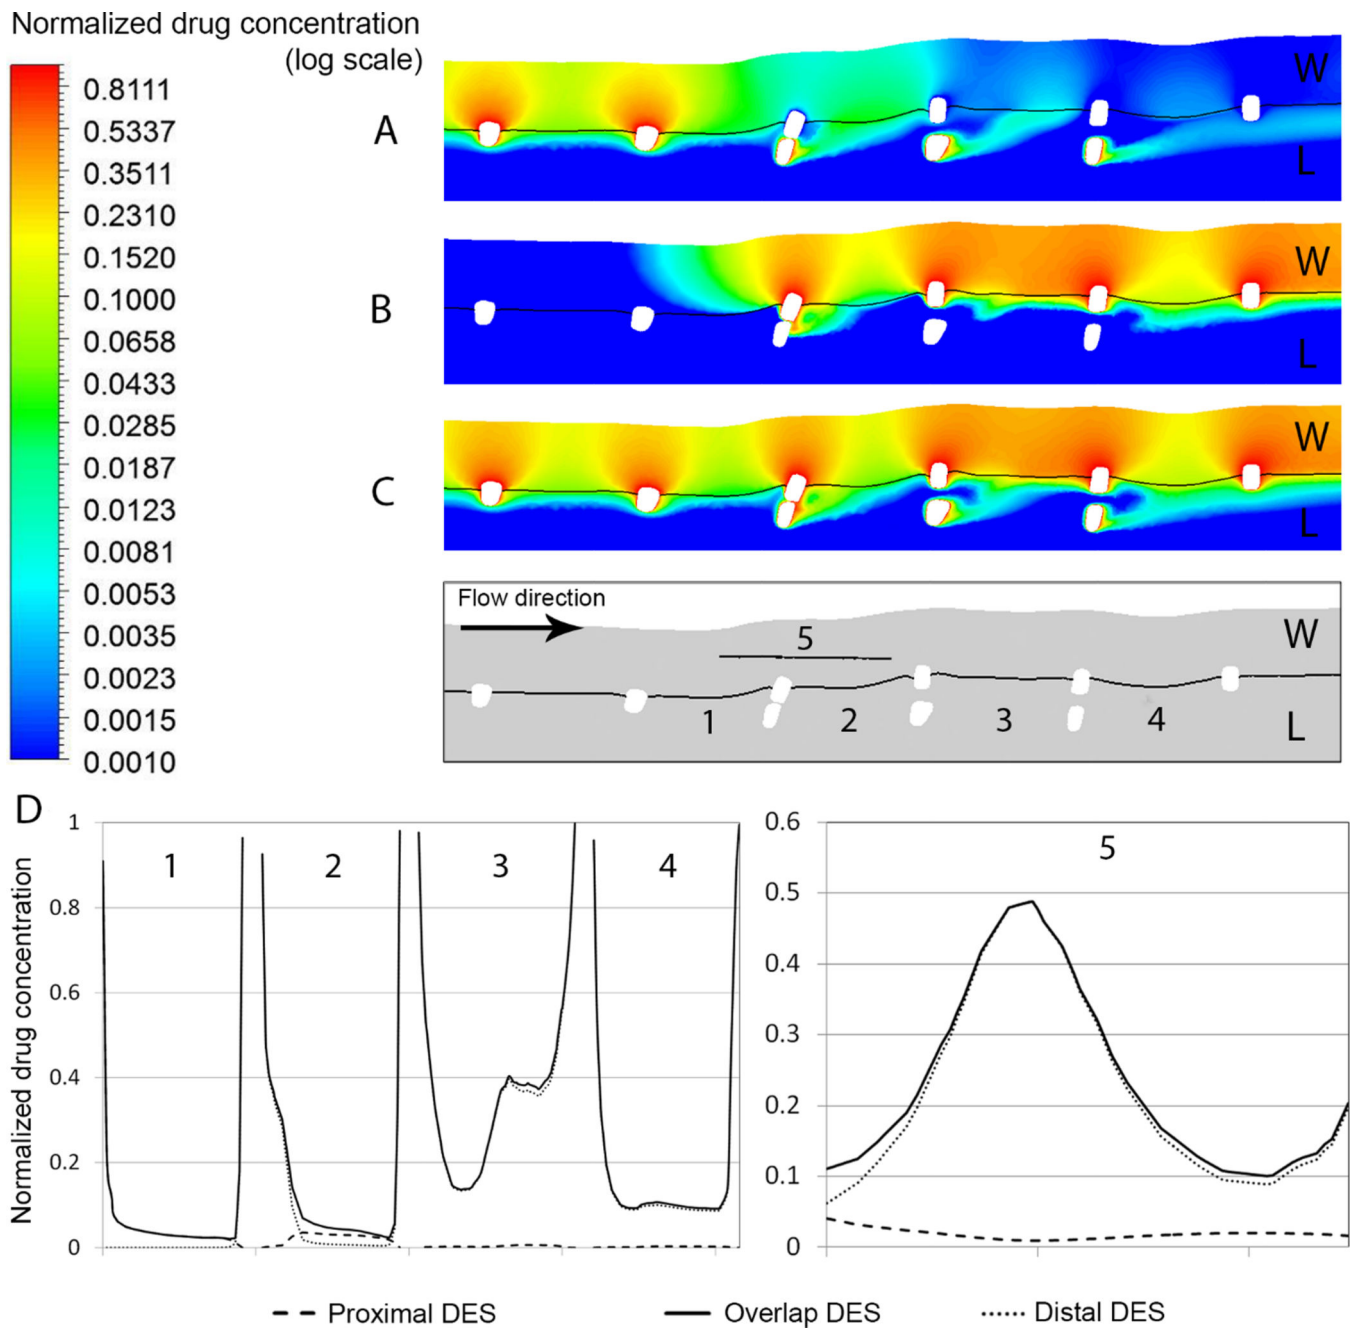 Normalized drug concentration
(log scale)
0.8111
0.5337
0.3511
0.2310
0.1520
0.1000
0.0658
0.0433
0.0285
0.0187
0.0123
0.0081
0.0053
0.0035
0.0023
0.0015
0.0010
A
W
L
B
W
L
C
W
L
Flow direction
5
W
1
2
3
4
L
D
Normalized drug concentration
1
0.8
0.6
0.4
0.2
0
1
2
3
4
0.6
0.5
0.4
0.3
0.2
0.1
0
5
Proximal DES
Overlap DES
Distal DES